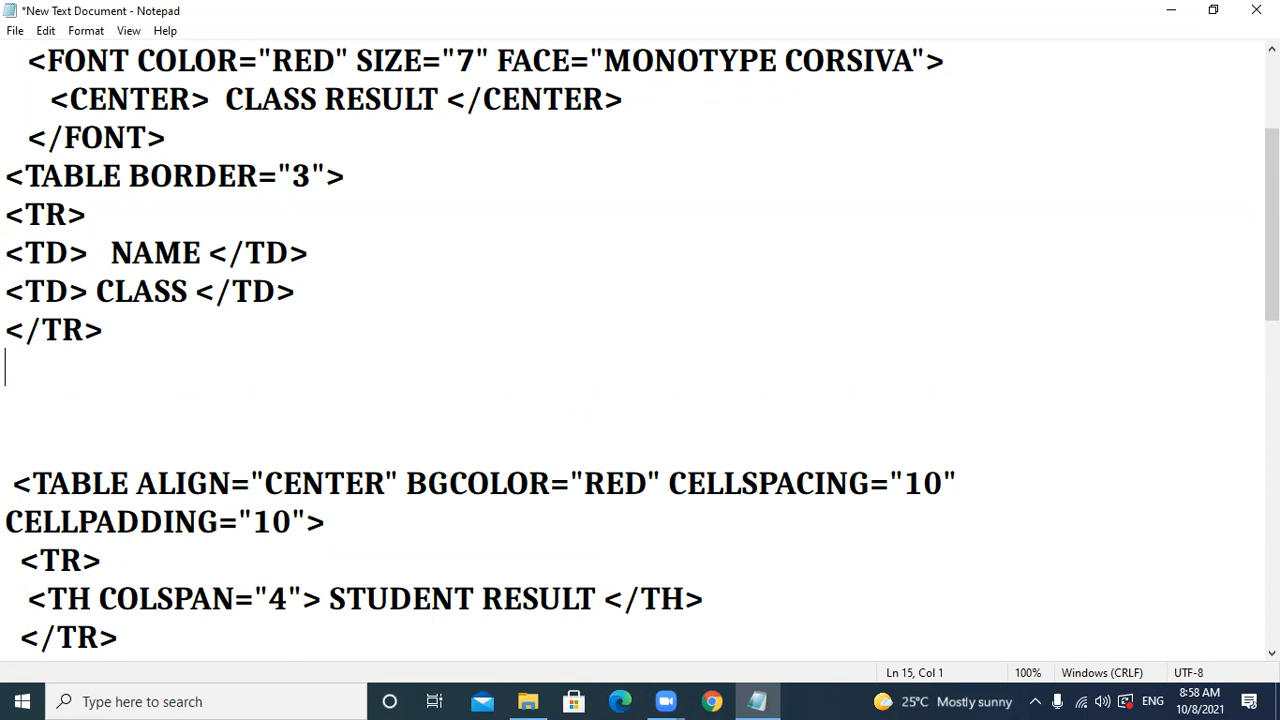 *New Text Document - Notepad
File Edit Format View Help
<FONT COLOR="RED" SIZE="7" FACE="MONOTYPE CORSIVA">
<CENTER> CLASS RESULT </CENTER>
</FONT>
<TABLE BORDER="3">
<TR>
<TD> NAME </TD>
<TD> CLASS </TD>
</TR>
<TABLE ALIGN="CENTER" BGCOLOR="RED" CELLSPACING="10"
CELLPADDING="10">
<TR>
<TH COLSPAN="4"> STUDENT RESULT </TH>
</TR>
Ln 15, Col 1 100% Windows (CRLF) UTF-8
Type here to search 25°C Mostly sunny ENG 8:58 AM
10/8/2021